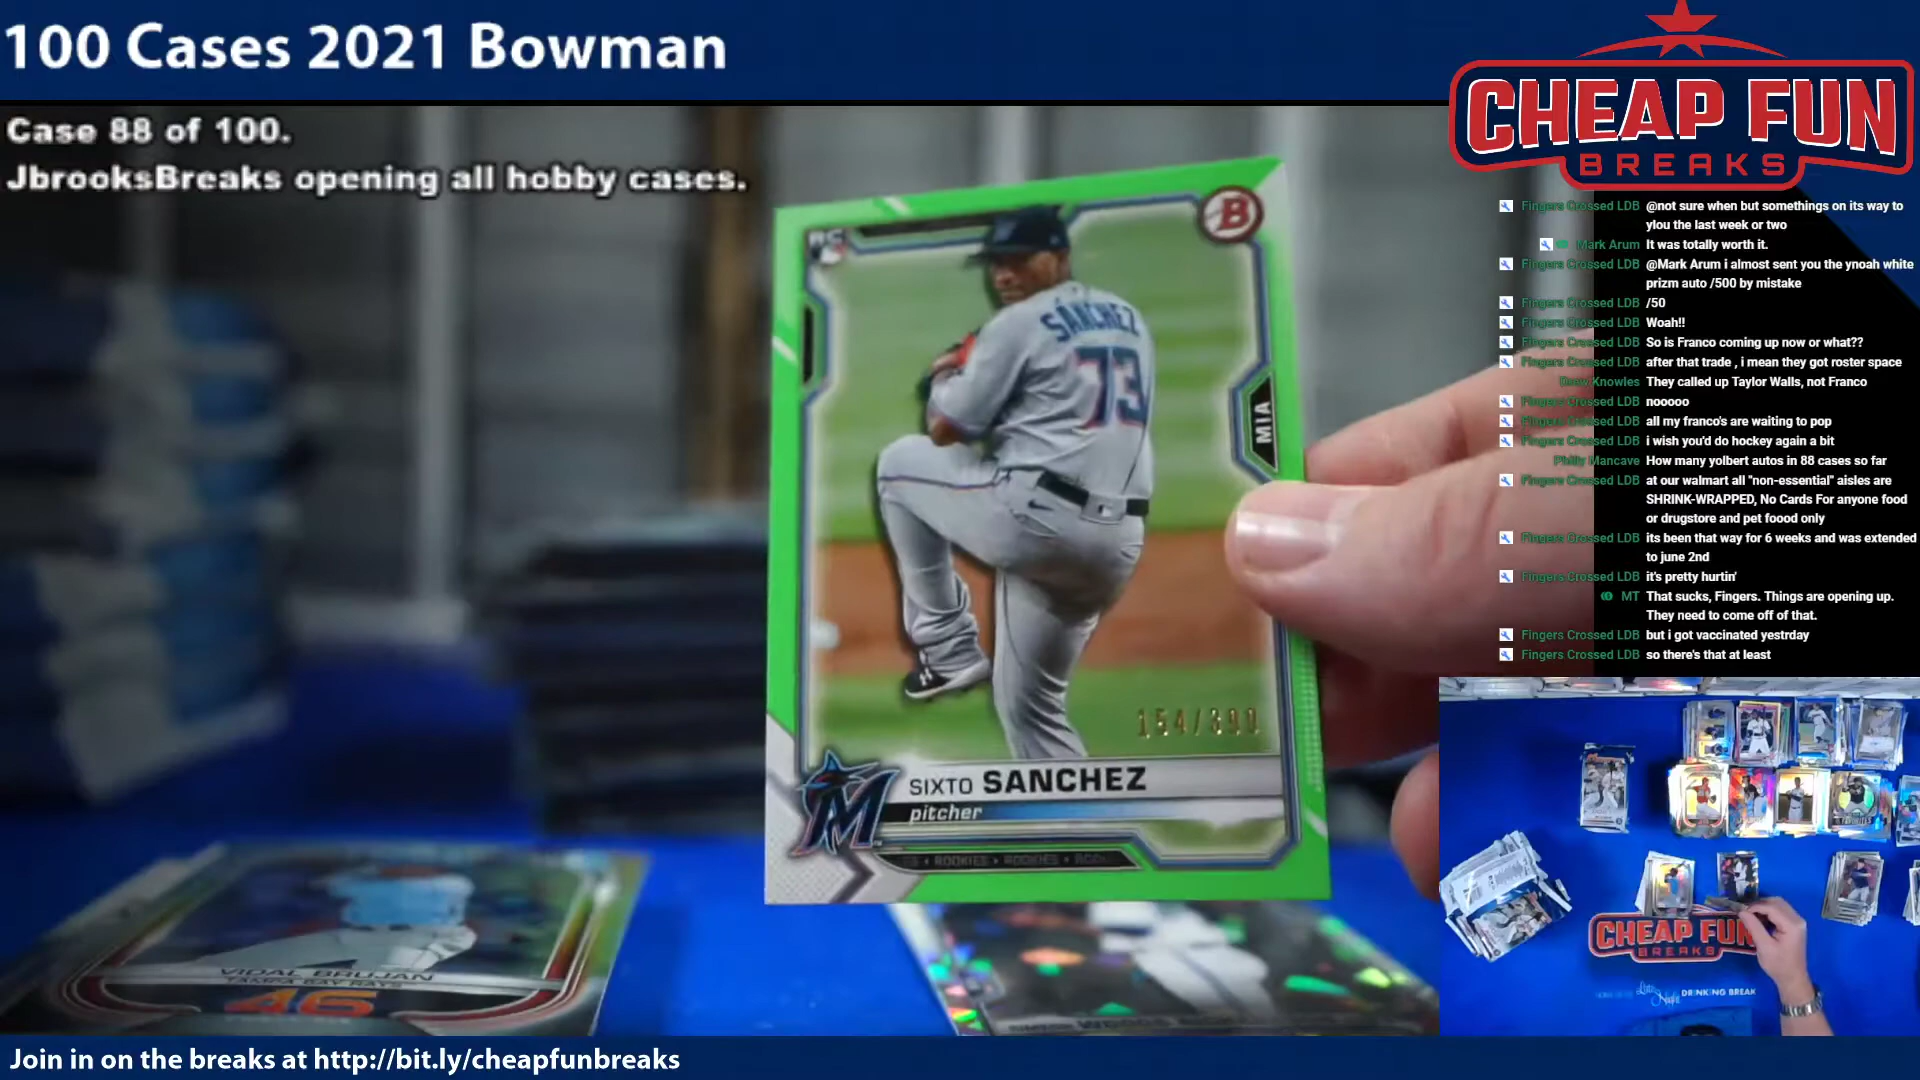 100 Cases 2021 Bowman
Case 88 of 100.
JbrooksBreaks opening all hobby cases.
CHEAP FUN
BREAKS
Fingers Crossed LDB @not sure when but somethings on its way to
ylou the last week or two
Mark Arum It was totally worth it.
Fingers Crossed LDB @Mark Arum i almost sent you the ynoah white
prizm auto /500 by mistake
Fingers Crossed LDB /50
Fingers Crossed LDB Woah!!
Fingers Crossed LDB So is Franco coming up now or what??
Fingers Crossed LDB after that trade , i mean they got roster space
Drew Knowles They called up Taylor Walls, not Franco
Fingers Crossed LDB nooooo
Fingers Crossed LDB all my franco's are waiting to pop
Fingers Crossed LDB i wish you'd do hockey again a bit
Philly Mancave How many yolbert autos in 88 cases so far
Fingers Crossed LDB at our walmart all "non-essential" aisles are
SHRINK-WRAPPED, No Cards For anyone food
or drugstore and pet foood only
Fingers Crossed LDB its been that way for 6 weeks and was extended
to june 2nd
Fingers Crossed LDB it's pretty hurtin'
MT That sucks, Fingers. Things are opening up.
They need to come off of that.
Fingers Crossed LDB but i got vaccinated yestrday
Fingers Crossed LDB so there's that at least
B
RC
SANCHEZ
73
MIA
M
SIXTO SANCHEZ
pitcher
ROOKIES • ROOKIES
VIDAL BRUJAN
TAMPA BAY RAYS
46
CHEAP FUN
BREAKS
DRINKING BREAK
Join in on the breaks at http://bit.ly/cheapfunbreaks